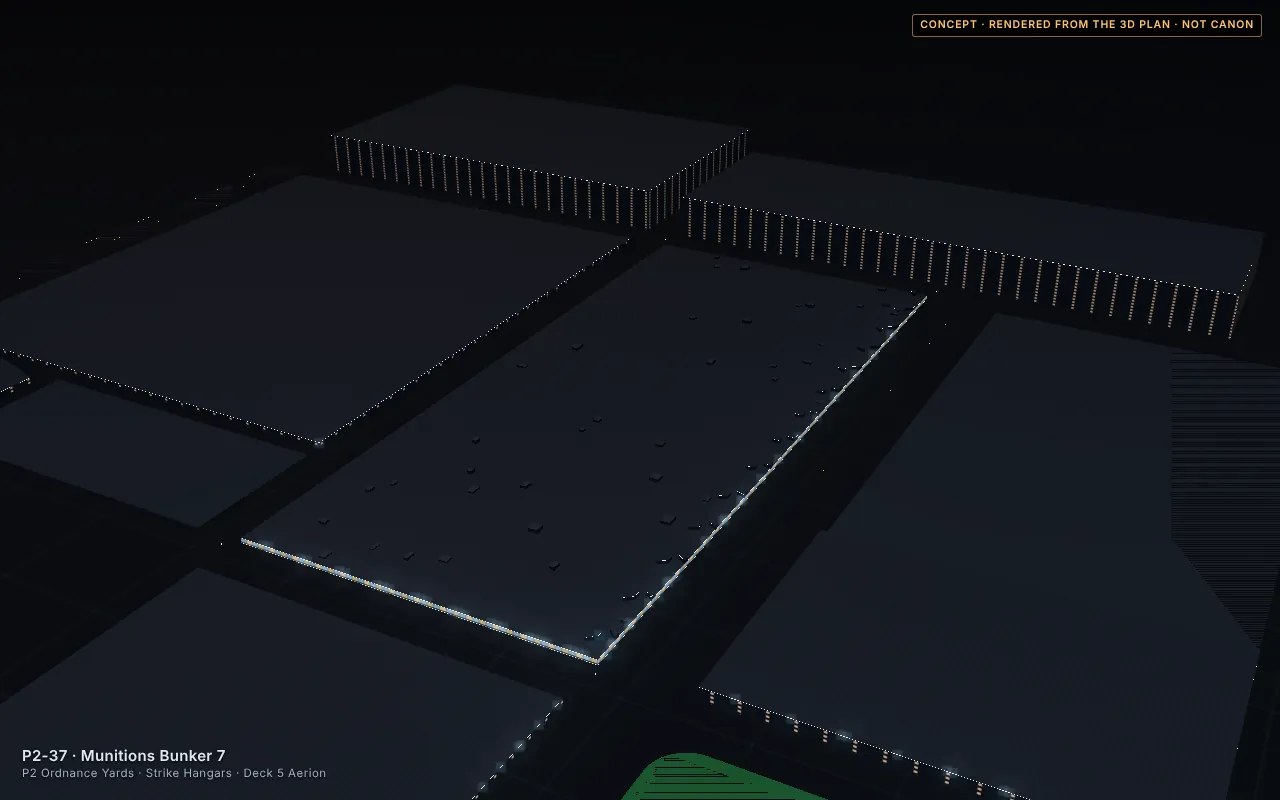 CONCEPT · RENDERED FROM THE 3D PLAN · NOT CANON
P2-37 · Munitions Bunker 7
P2 Ordnance Yards · Strike Hangars · Deck 5 Aerion